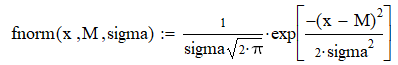 fnorm(x ,M ,sigma) := 1/(sigma√(2·π)) · exp[−(x − M)²/(2·sigma²)]